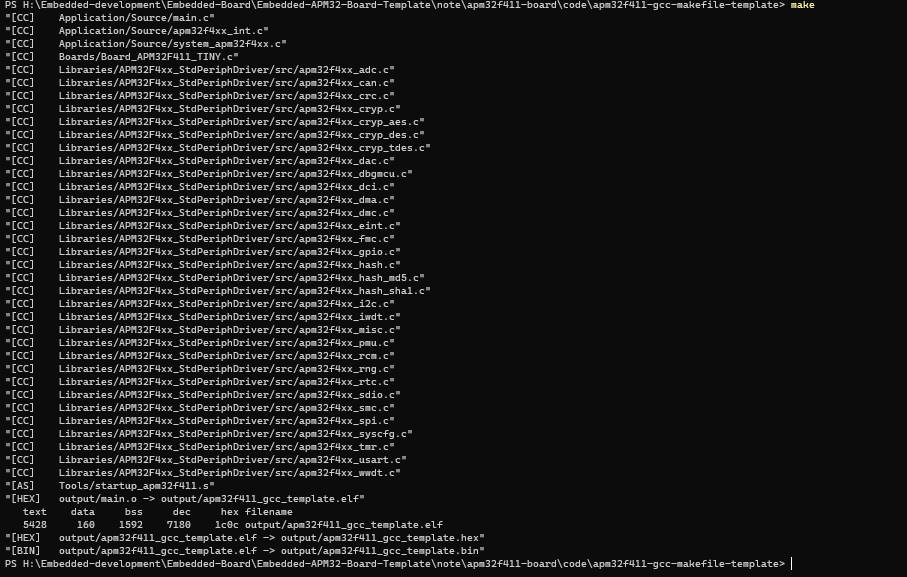 PS H:\Embedded-development\Embedded-Board\Embedded-APM32-Board-Template\note\apm32f411-board\code\apm32f411-gcc-makefile-template> make
"[CC]    Application/Source/main.c"
"[CC]    Application/Source/apm32f4xx_int.c"
"[CC]    Application/Source/system_apm32f4xx.c"
"[CC]    Boards/Board_APM32F411_TINY.c"
"[CC]    Libraries/APM32F4xx_StdPeriphDriver/src/apm32f4xx_adc.c"
"[CC]    Libraries/APM32F4xx_StdPeriphDriver/src/apm32f4xx_can.c"
"[CC]    Libraries/APM32F4xx_StdPeriphDriver/src/apm32f4xx_crc.c"
"[CC]    Libraries/APM32F4xx_StdPeriphDriver/src/apm32f4xx_cryp.c"
"[CC]    Libraries/APM32F4xx_StdPeriphDriver/src/apm32f4xx_cryp_aes.c"
"[CC]    Libraries/APM32F4xx_StdPeriphDriver/src/apm32f4xx_cryp_des.c"
"[CC]    Libraries/APM32F4xx_StdPeriphDriver/src/apm32f4xx_cryp_tdes.c"
"[CC]    Libraries/APM32F4xx_StdPeriphDriver/src/apm32f4xx_dac.c"
"[CC]    Libraries/APM32F4xx_StdPeriphDriver/src/apm32f4xx_dbgmcu.c"
"[CC]    Libraries/APM32F4xx_StdPeriphDriver/src/apm32f4xx_dci.c"
"[CC]    Libraries/APM32F4xx_StdPeriphDriver/src/apm32f4xx_dma.c"
"[CC]    Libraries/APM32F4xx_StdPeriphDriver/src/apm32f4xx_dmc.c"
"[CC]    Libraries/APM32F4xx_StdPeriphDriver/src/apm32f4xx_eint.c"
"[CC]    Libraries/APM32F4xx_StdPeriphDriver/src/apm32f4xx_fmc.c"
"[CC]    Libraries/APM32F4xx_StdPeriphDriver/src/apm32f4xx_gpio.c"
"[CC]    Libraries/APM32F4xx_StdPeriphDriver/src/apm32f4xx_hash.c"
"[CC]    Libraries/APM32F4xx_StdPeriphDriver/src/apm32f4xx_hash_md5.c"
"[CC]    Libraries/APM32F4xx_StdPeriphDriver/src/apm32f4xx_hash_sha1.c"
"[CC]    Libraries/APM32F4xx_StdPeriphDriver/src/apm32f4xx_i2c.c"
"[CC]    Libraries/APM32F4xx_StdPeriphDriver/src/apm32f4xx_iwdt.c"
"[CC]    Libraries/APM32F4xx_StdPeriphDriver/src/apm32f4xx_misc.c"
"[CC]    Libraries/APM32F4xx_StdPeriphDriver/src/apm32f4xx_pmu.c"
"[CC]    Libraries/APM32F4xx_StdPeriphDriver/src/apm32f4xx_rcm.c"
"[CC]    Libraries/APM32F4xx_StdPeriphDriver/src/apm32f4xx_rng.c"
"[CC]    Libraries/APM32F4xx_StdPeriphDriver/src/apm32f4xx_rtc.c"
"[CC]    Libraries/APM32F4xx_StdPeriphDriver/src/apm32f4xx_sdio.c"
"[CC]    Libraries/APM32F4xx_StdPeriphDriver/src/apm32f4xx_smc.c"
"[CC]    Libraries/APM32F4xx_StdPeriphDriver/src/apm32f4xx_spi.c"
"[CC]    Libraries/APM32F4xx_StdPeriphDriver/src/apm32f4xx_syscfg.c"
"[CC]    Libraries/APM32F4xx_StdPeriphDriver/src/apm32f4xx_tmr.c"
"[CC]    Libraries/APM32F4xx_StdPeriphDriver/src/apm32f4xx_usart.c"
"[CC]    Libraries/APM32F4xx_StdPeriphDriver/src/apm32f4xx_wwdt.c"
"[AS]    Tools/startup_apm32f411.s"
"[HEX]   output/main.o -> output/apm32f411_gcc_template.elf"
   text    data     bss     dec     hex filename
   5428     160    1592    7180    1c0c output/apm32f411_gcc_template.elf
"[HEX]   output/apm32f411_gcc_template.elf -> output/apm32f411_gcc_template.hex"
"[BIN]   output/apm32f411_gcc_template.elf -> output/apm32f411_gcc_template.bin"
PS H:\Embedded-development\Embedded-Board\Embedded-APM32-Board-Template\note\apm32f411-board\code\apm32f411-gcc-makefile-template>